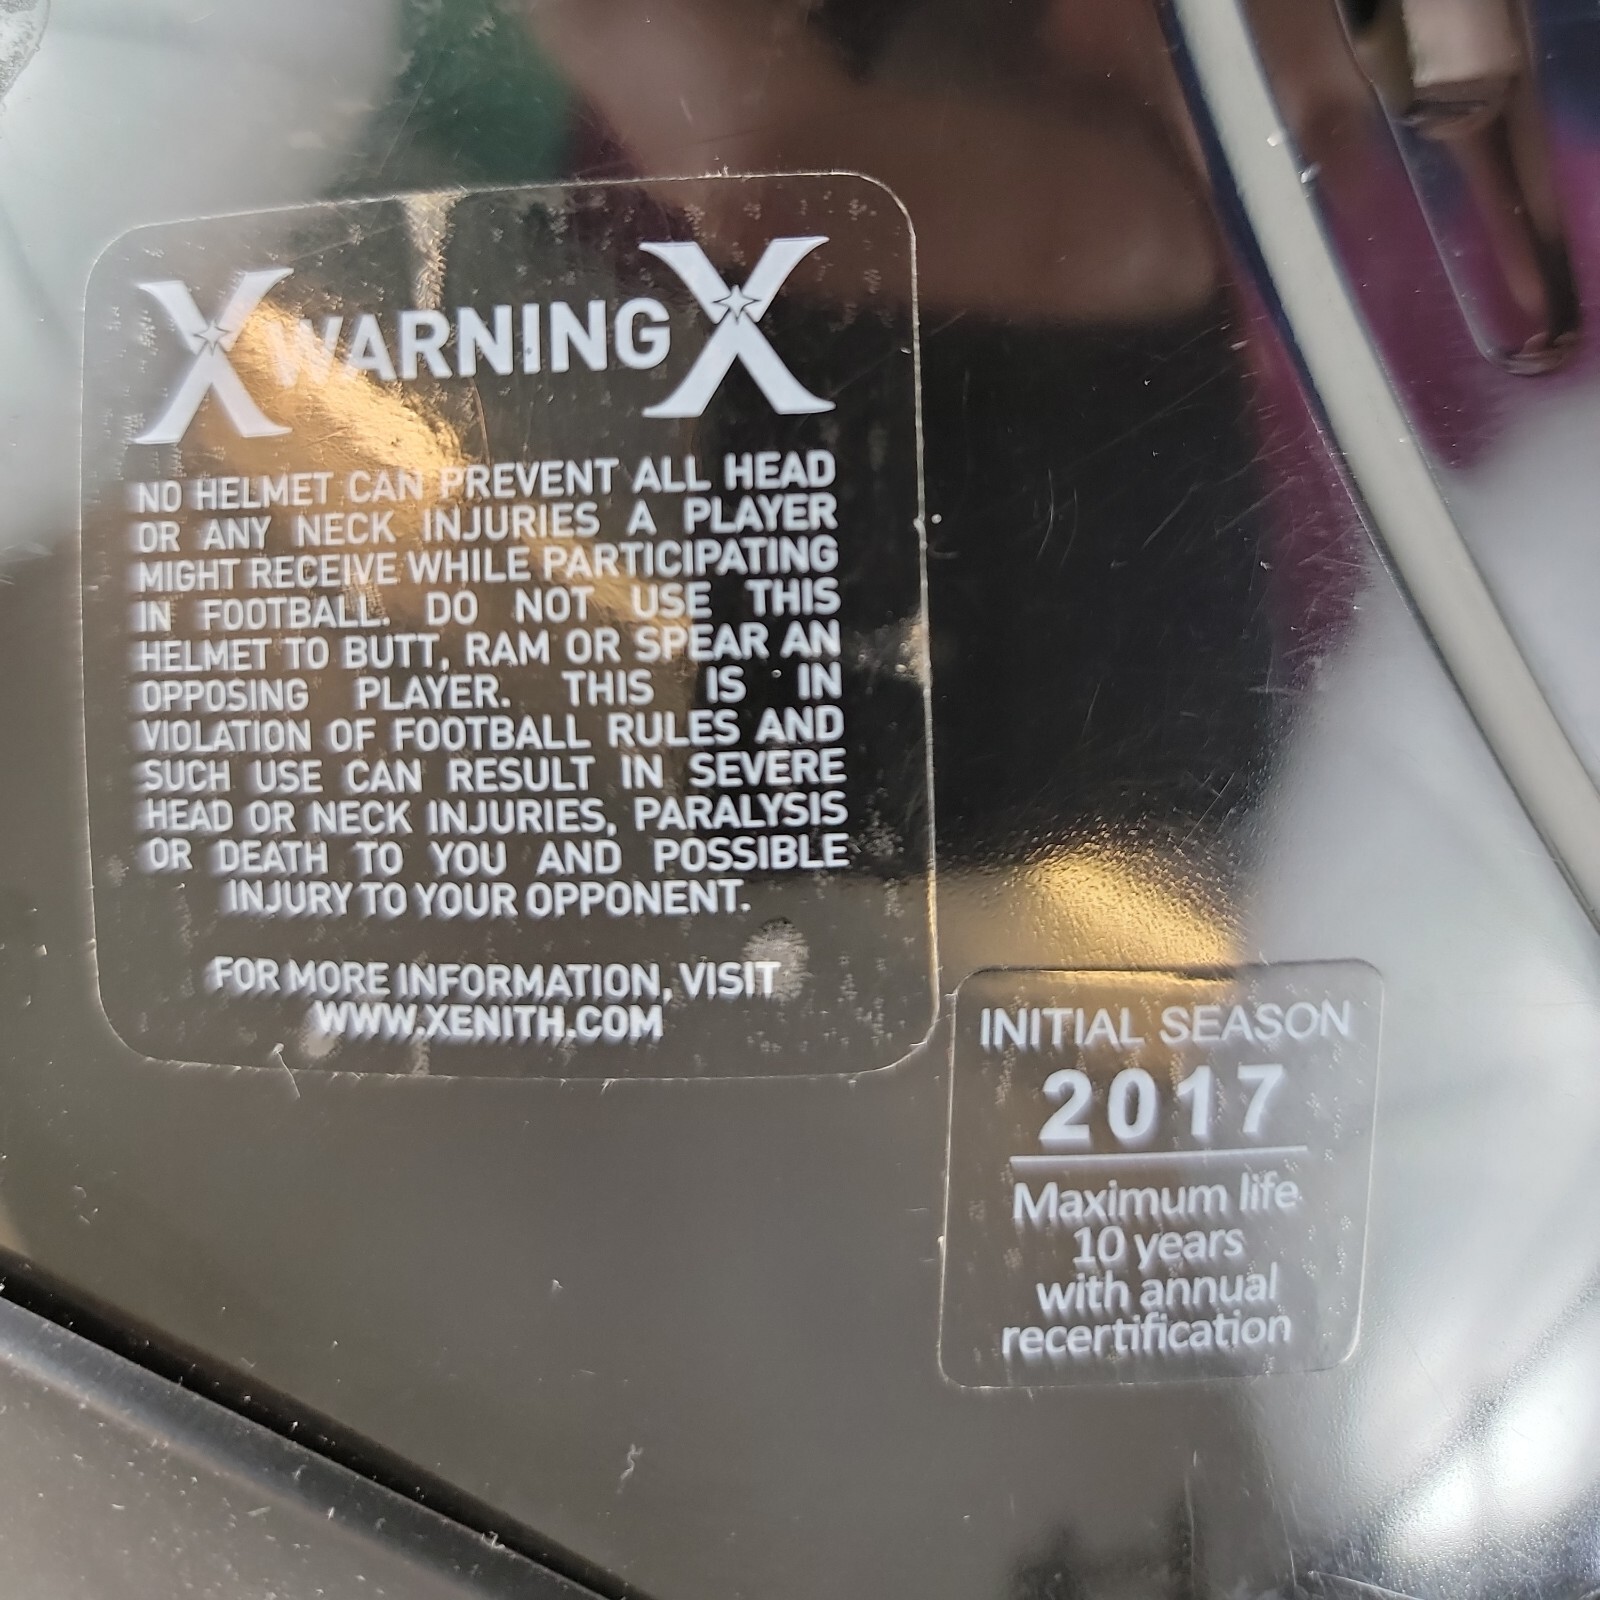 X WARNING X
NO HELMET CAN PREVENT ALL HEAD
OR ANY NECK INJURIES A PLAYER
MIGHT RECEIVE WHILE PARTICIPATING
IN FOOTBALL. DO NOT USE THIS
HELMET TO BUTT, RAM OR SPEAR AN
OPPOSING PLAYER. THIS IS IN
VIOLATION OF FOOTBALL RULES AND
SUCH USE CAN RESULT IN SEVERE
HEAD OR NECK INJURIES, PARALYSIS
OR DEATH TO YOU AND POSSIBLE
INJURY TO YOUR OPPONENT.
FOR MORE INFORMATION, VISIT
WWW.XENITH.COM
INITIAL SEASON
2017
Maximum life
10 years
with annual
recertification